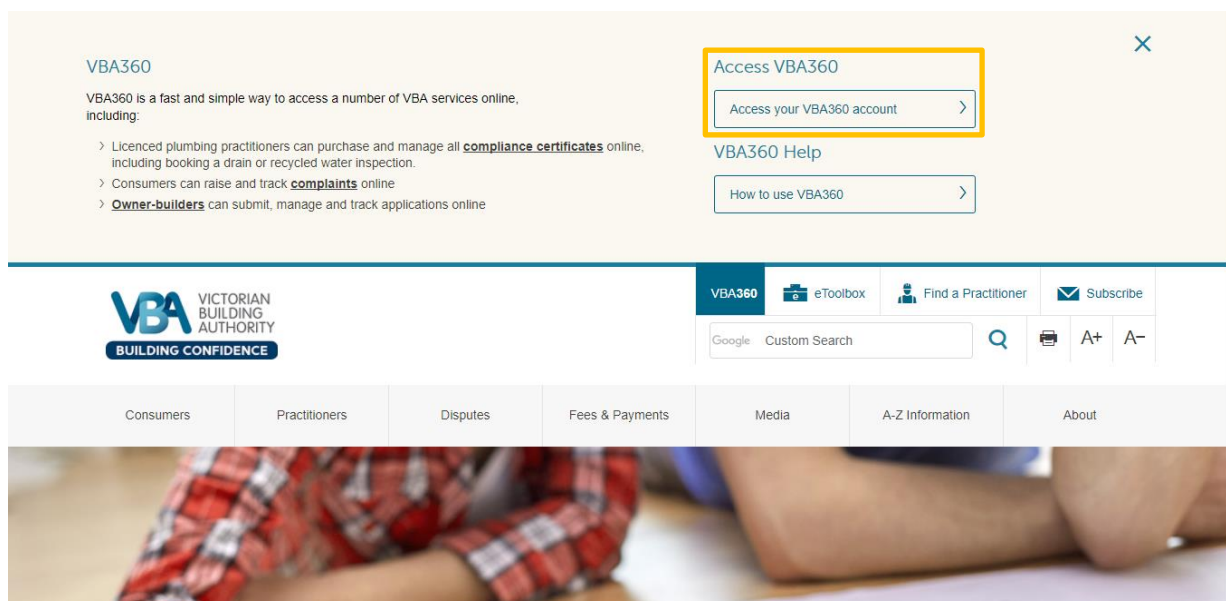 VBA360
VBA360 is a fast and simple way to access a number of VBA services online,
including:
Licenced plumbing practitioners can purchase and manage all compliance certificates online,
including booking a drain or recycled water inspection.
Consumers can raise and track complaints online
Owner-builders can submit, manage and track applications online
Access VBA360
Access your VBA360 account
VBA360 Help
How to use VBA360
VBA VICTORIAN
BUILDING
AUTHORITY
BUILDING CONFIDENCE
VBA360 e eToolbox Find a Practitioner Subscribe
Google Custom Search A+ A−
Consumers Practitioners Disputes Fees & Payments Media A-Z Information About